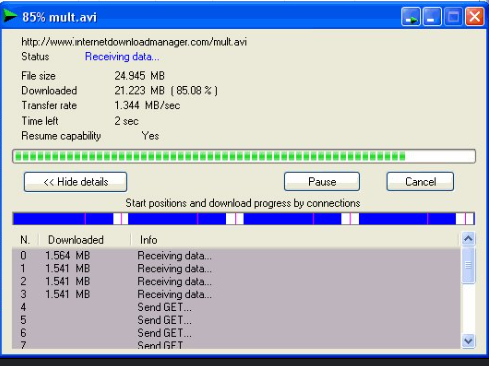 85% mult.avi
http://www.internetdownloadmanager.com/mult.avi
Status Receiving data...
File size 24.945 MB
Downloaded 21.223 MB ( 85.08 % )
Transfer rate 1.344 MB/sec
Time left 2 sec
Resume capability Yes
<< Hide details Pause Cancel
Start positions and download progress by connections
N. Downloaded Info
0 1.564 MB Receiving data...
1 1.541 MB Receiving data...
2 1.541 MB Receiving data...
3 1.541 MB Receiving data...
4 Send GET...
5 Send GET...
6 Send GET...
7 Send GET